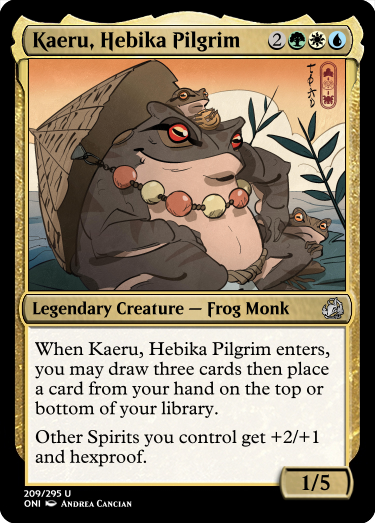 Kaeru, Hebika Pilgrim 2
Legendary Creature — Frog Monk
When Kaeru, Hebika Pilgrim enters,
you may draw three cards then place
a card from your hand on the top or
bottom of your library.
Other Spirits you control get +2/+1
and hexproof.
1/5
209/295 U
ONI Andrea Cancian